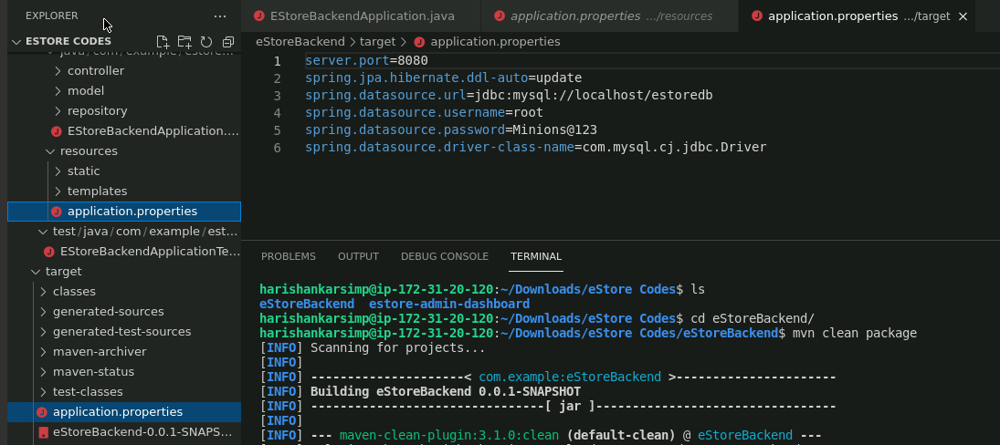 EXPLORER
ESTORE CODES
java/com/example/estore...
controller
model
repository
EStoreBackendApplication....
resources
static
templates
application.properties
test/java/com/example/est...
EStoreBackendApplicationTe...
target
classes
generated-sources
generated-test-sources
maven-archiver
maven-status
test-classes
application.properties
eStoreBackend-0.0.1-SNAPS...
EStoreBackendApplication.java
application.properties .../resources
application.properties .../target
eStoreBackend > target > application.properties
1 server.port=8080
2 spring.jpa.hibernate.ddl-auto=update
3 spring.datasource.url=jdbc:mysql://localhost/estoredb
4 spring.datasource.username=root
5 spring.datasource.password=Minions@123
6 spring.datasource.driver-class-name=com.mysql.cj.jdbc.Driver
PROBLEMS OUTPUT DEBUG CONSOLE TERMINAL
harishankarsimp@ip-172-31-20-120:~/Downloads/eStore Codes$ ls
eStoreBackend  estore-admin-dashboard
harishankarsimp@ip-172-31-20-120:~/Downloads/eStore Codes$ cd eStoreBackend/
harishankarsimp@ip-172-31-20-120:~/Downloads/eStore Codes/eStoreBackend$ mvn clean package
[INFO] Scanning for projects...
[INFO]
[INFO] ---------------------< com.example:eStoreBackend >----------------------
[INFO] Building eStoreBackend 0.0.1-SNAPSHOT
[INFO] --------------------------------[ jar ]---------------------------------
[INFO]
[INFO] --- maven-clean-plugin:3.1.0:clean (default-clean) @ eStoreBackend ---